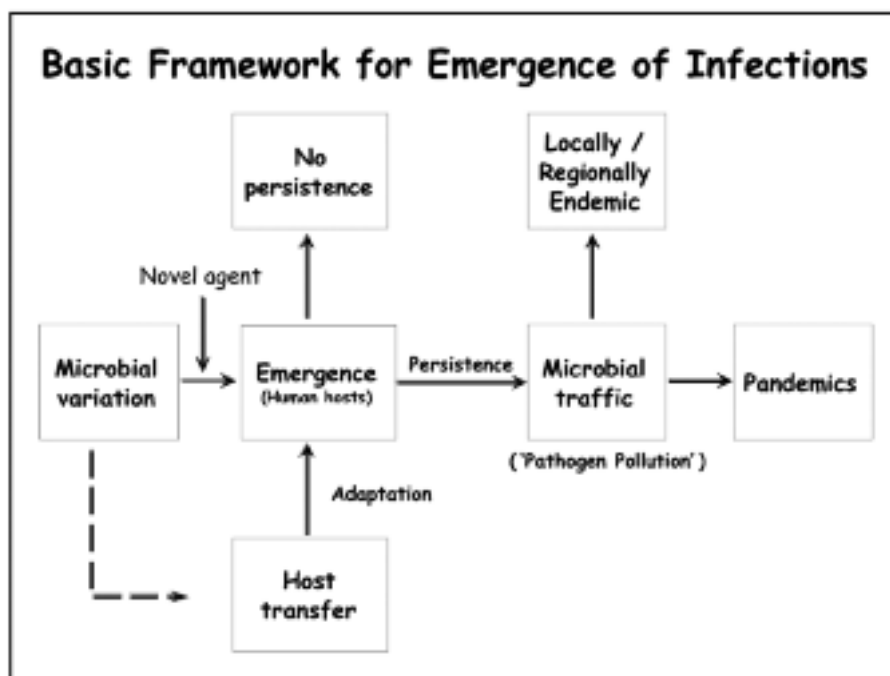 Basic Framework for Emergence of Infections
No
persistence
Locally /
Regionally
Endemic
Novel agent
Microbial
variation
Emergence
(Human hosts)
Persistence
Microbial
traffic
Pandemics
('Pathogen Pollution')
Adaptation
Host
transfer